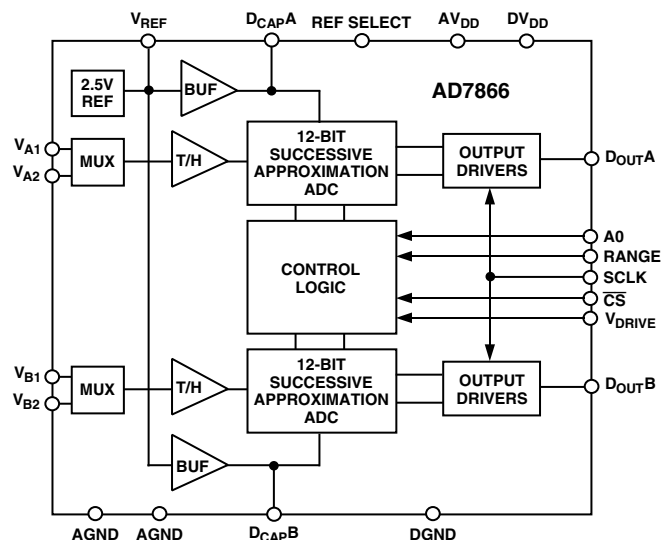 VREF DCAPA REF SELECT AVDD DVDD
2.5V
REF
BUF
AD7866
VA1
VA2
MUX
T/H
12-BIT
SUCCESSIVE
APPROXIMATION
ADC
OUTPUT
DRIVERS
DOUTA
CONTROL
LOGIC
A0
RANGE
SCLK
C̅S̅
VDRIVE
VB1
VB2
MUX
T/H
12-BIT
SUCCESSIVE
APPROXIMATION
ADC
OUTPUT
DRIVERS
DOUTB
BUF
AGND AGND DCAPB DGND